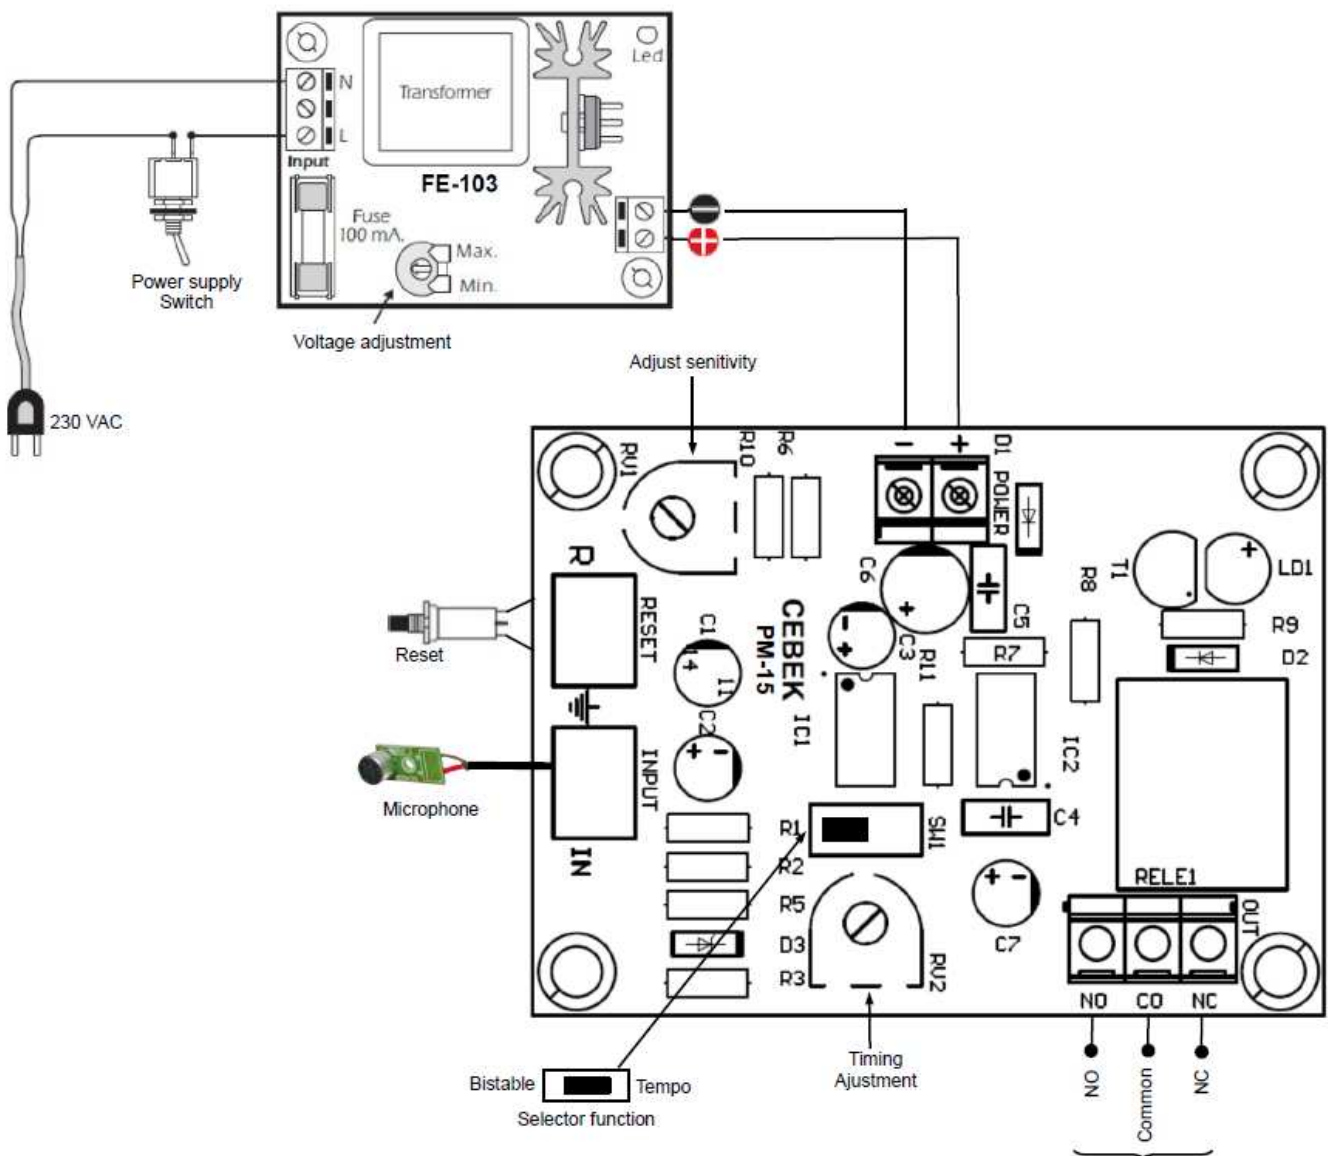 Led
N
Transformer
L
Input
FE-103
Fuse
100 mA.
Max.
Min.
Power supply
Switch
Voltage adjustment
230 VAC
Adjust senitivity
RV1
R10
R6
-
+
D1
POWER
R
RESET
C1
14
11
C2
+ -
CEBEK
PM-15
C6
+
C5
-
+
C3
R11
R7
R8
T1
+
LD1
R9
D2
Reset
IC1
IC2
Microphone
INPUT
IN
R1
SW1
C4
R2
R5
D3
R3
RV2
+ -
C7
RELE1
OUT
NO CO NC
Bistable
Tempo
Selector function
Timing
Ajustment
NO
Common
NC